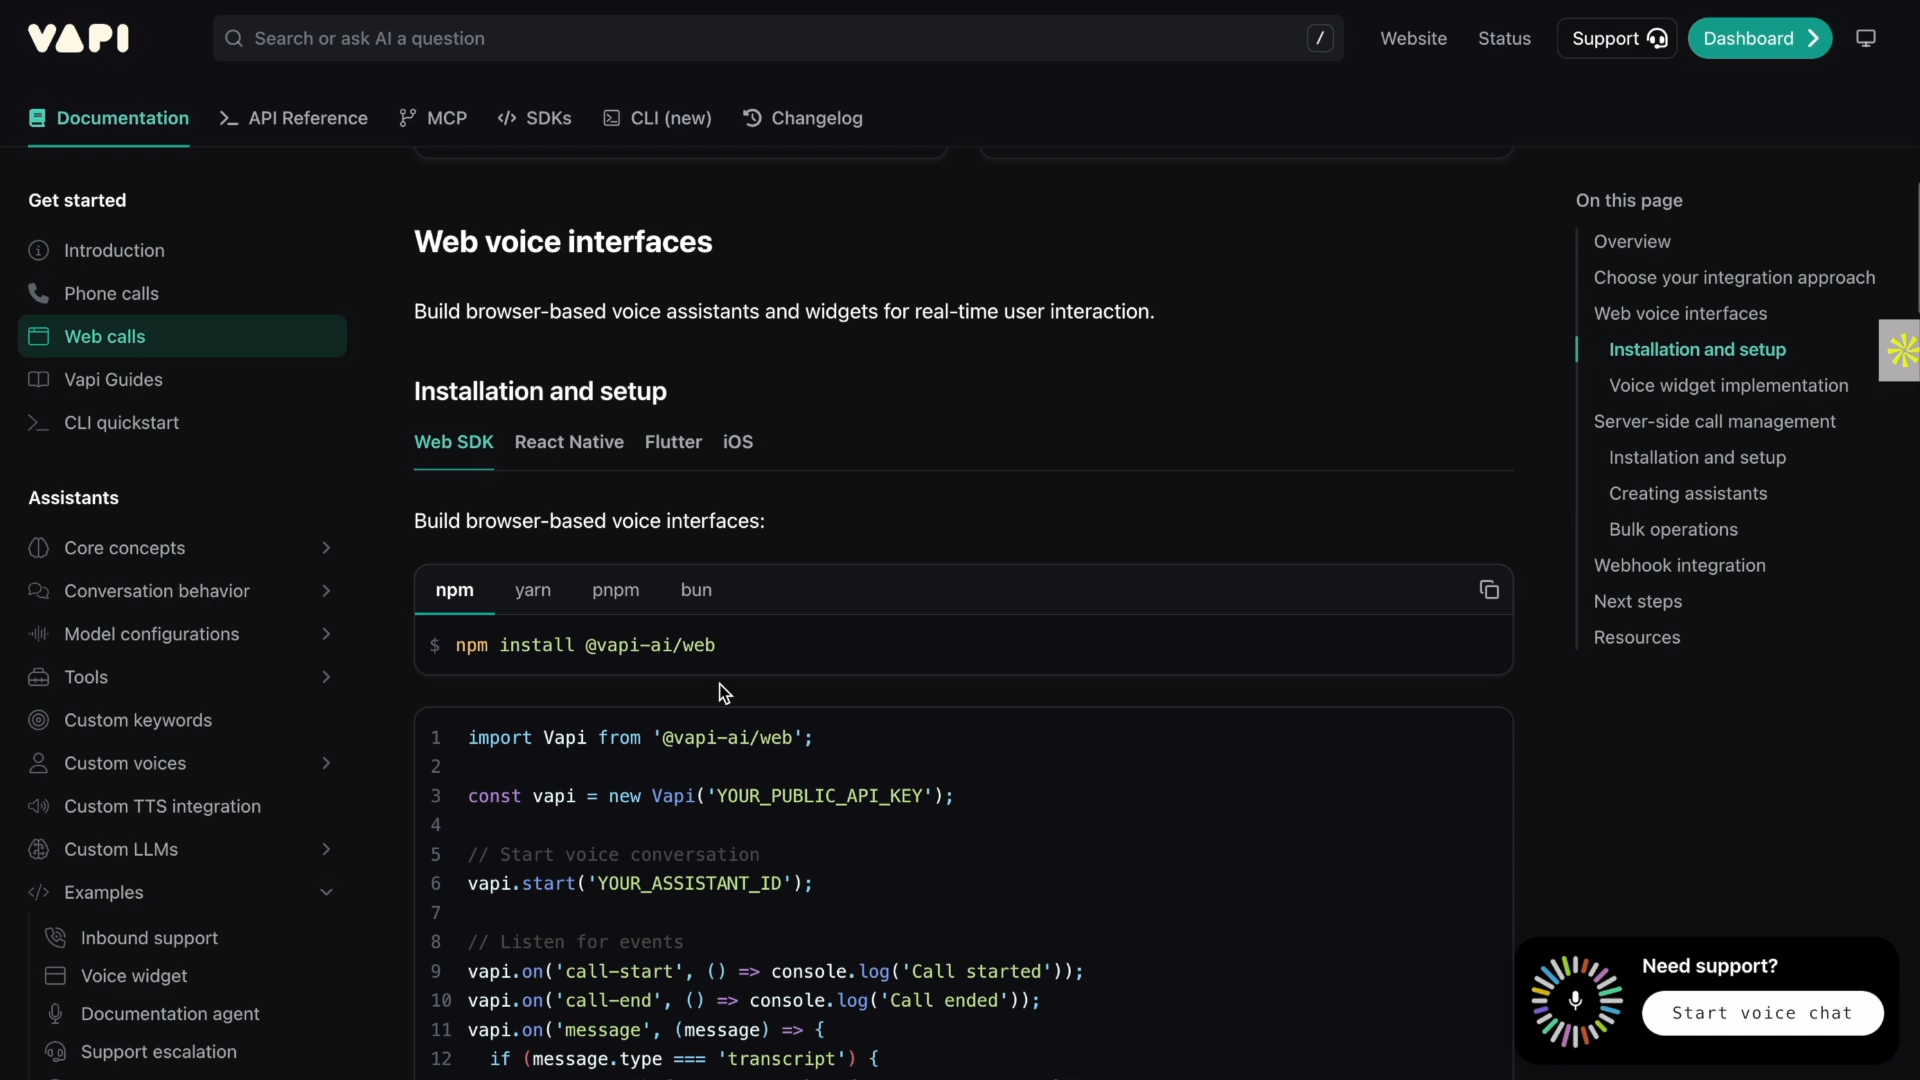 VAPI
Search or ask AI a question
/
Website
Status
Support
Dashboard
Documentation
API Reference
MCP
SDKs
CLI (new)
Changelog
Get started
Introduction
Phone calls
Web calls
Vapi Guides
CLI quickstart
Assistants
Core concepts
Conversation behavior
Model configurations
Tools
Custom keywords
Custom voices
Custom TTS integration
Custom LLMs
Examples
Inbound support
Voice widget
Documentation agent
Support escalation
Web voice interfaces
Build browser-based voice assistants and widgets for real-time user interaction.
Installation and setup
Web SDK React Native Flutter iOS
Build browser-based voice interfaces:
npm yarn pnpm bun
$ npm install @vapi-ai/web
1 import Vapi from '@vapi-ai/web';
2
3 const vapi = new Vapi('YOUR_PUBLIC_API_KEY');
4
5 // Start voice conversation
6 vapi.start('YOUR_ASSISTANT_ID');
7
8 // Listen for events
9 vapi.on('call-start', () => console.log('Call started'));
10 vapi.on('call-end', () => console.log('Call ended'));
11 vapi.on('message', (message) => {
12 if (message.type === 'transcript') {
On this page
Overview
Choose your integration approach
Web voice interfaces
Installation and setup
Voice widget implementation
Server-side call management
Installation and setup
Creating assistants
Bulk operations
Webhook integration
Next steps
Resources
Need support?
Start voice chat